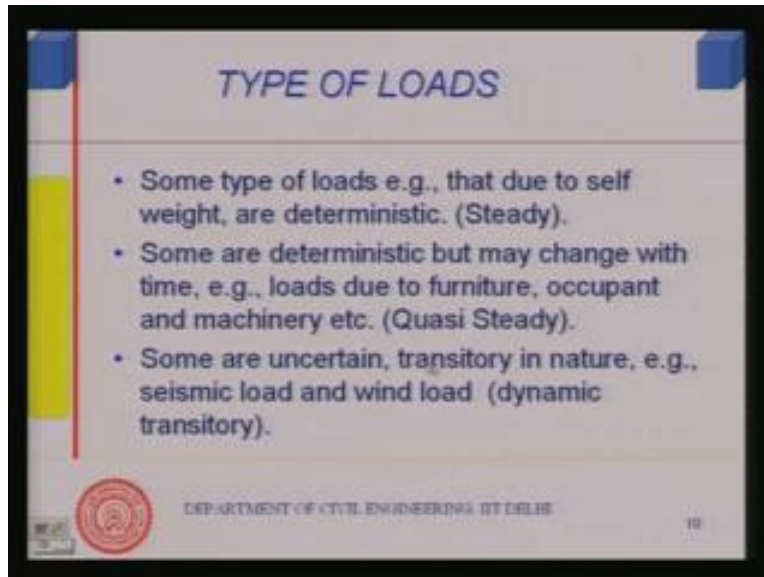 TYPE OF LOADS
• Some type of loads e.g., that due to self
weight, are deterministic. (Steady).
• Some are deterministic but may change with
time, e.g., loads due to furniture, occupant
and machinery etc. (Quasi Steady).
• Some are uncertain, transitory in nature, e.g.,
seismic load and wind load (dynamic
transitory).
DEPARTMENT OF CIVIL ENGINEERING IIT DELHI
10